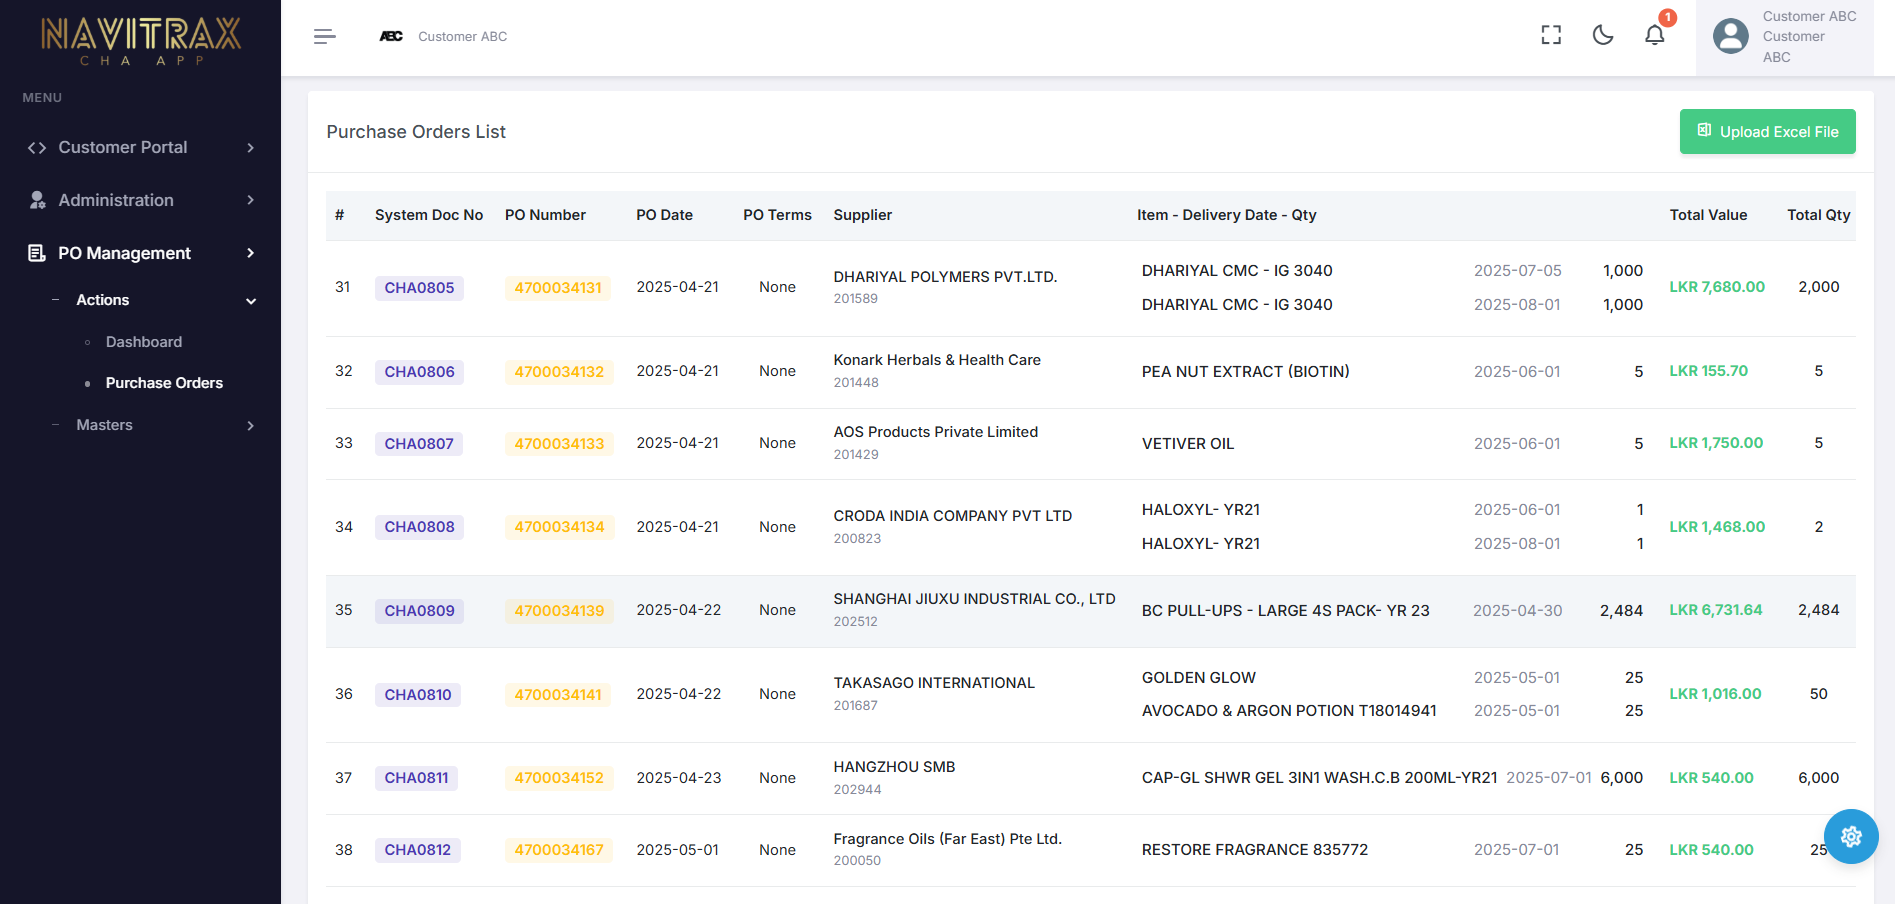 NAVITRAX
CHA APP
MENU
Customer Portal
Administration
PO Management
Actions
Dashboard
Purchase Orders
Masters
ABC Customer ABC
1
Customer ABC
Customer
ABC
Purchase Orders List
Upload Excel File
# System Doc No PO Number PO Date PO Terms Supplier Item - Delivery Date - Qty Total Value Total Qty
31 CHA0805 4700034131 2025-04-21 None DHARIYAL POLYMERS PVT.LTD. 201589 DHARIYAL CMC - IG 3040 2025-07-05 1,000 LKR 7,680.00 2,000
DHARIYAL CMC - IG 3040 2025-08-01 1,000
32 CHA0806 4700034132 2025-04-21 None Konark Herbals & Health Care 201448 PEA NUT EXTRACT (BIOTIN) 2025-06-01 5 LKR 155.70 5
33 CHA0807 4700034133 2025-04-21 None AOS Products Private Limited 201429 VETIVER OIL 2025-06-01 5 LKR 1,750.00 5
34 CHA0808 4700034134 2025-04-21 None CRODA INDIA COMPANY PVT LTD 200823 HALOXYL- YR21 2025-06-01 1 LKR 1,468.00 2
HALOXYL- YR21 2025-08-01 1
35 CHA0809 4700034139 2025-04-22 None SHANGHAI JIUXU INDUSTRIAL CO., LTD 202512 BC PULL-UPS - LARGE 4S PACK- YR 23 2025-04-30 2,484 LKR 6,731.64 2,484
36 CHA0810 4700034141 2025-04-22 None TAKASAGO INTERNATIONAL 201687 GOLDEN GLOW 2025-05-01 25 LKR 1,016.00 50
AVOCADO & ARGON POTION T18014941 2025-05-01 25
37 CHA0811 4700034152 2025-04-23 None HANGZHOU SMB 202944 CAP-GL SHWR GEL 3IN1 WASH.C.B 200ML-YR21 2025-07-01 6,000 LKR 540.00 6,000
38 CHA0812 4700034167 2025-05-01 None Fragrance Oils (Far East) Pte Ltd. 200050 RESTORE FRAGRANCE 835772 2025-07-01 25 LKR 540.00 25